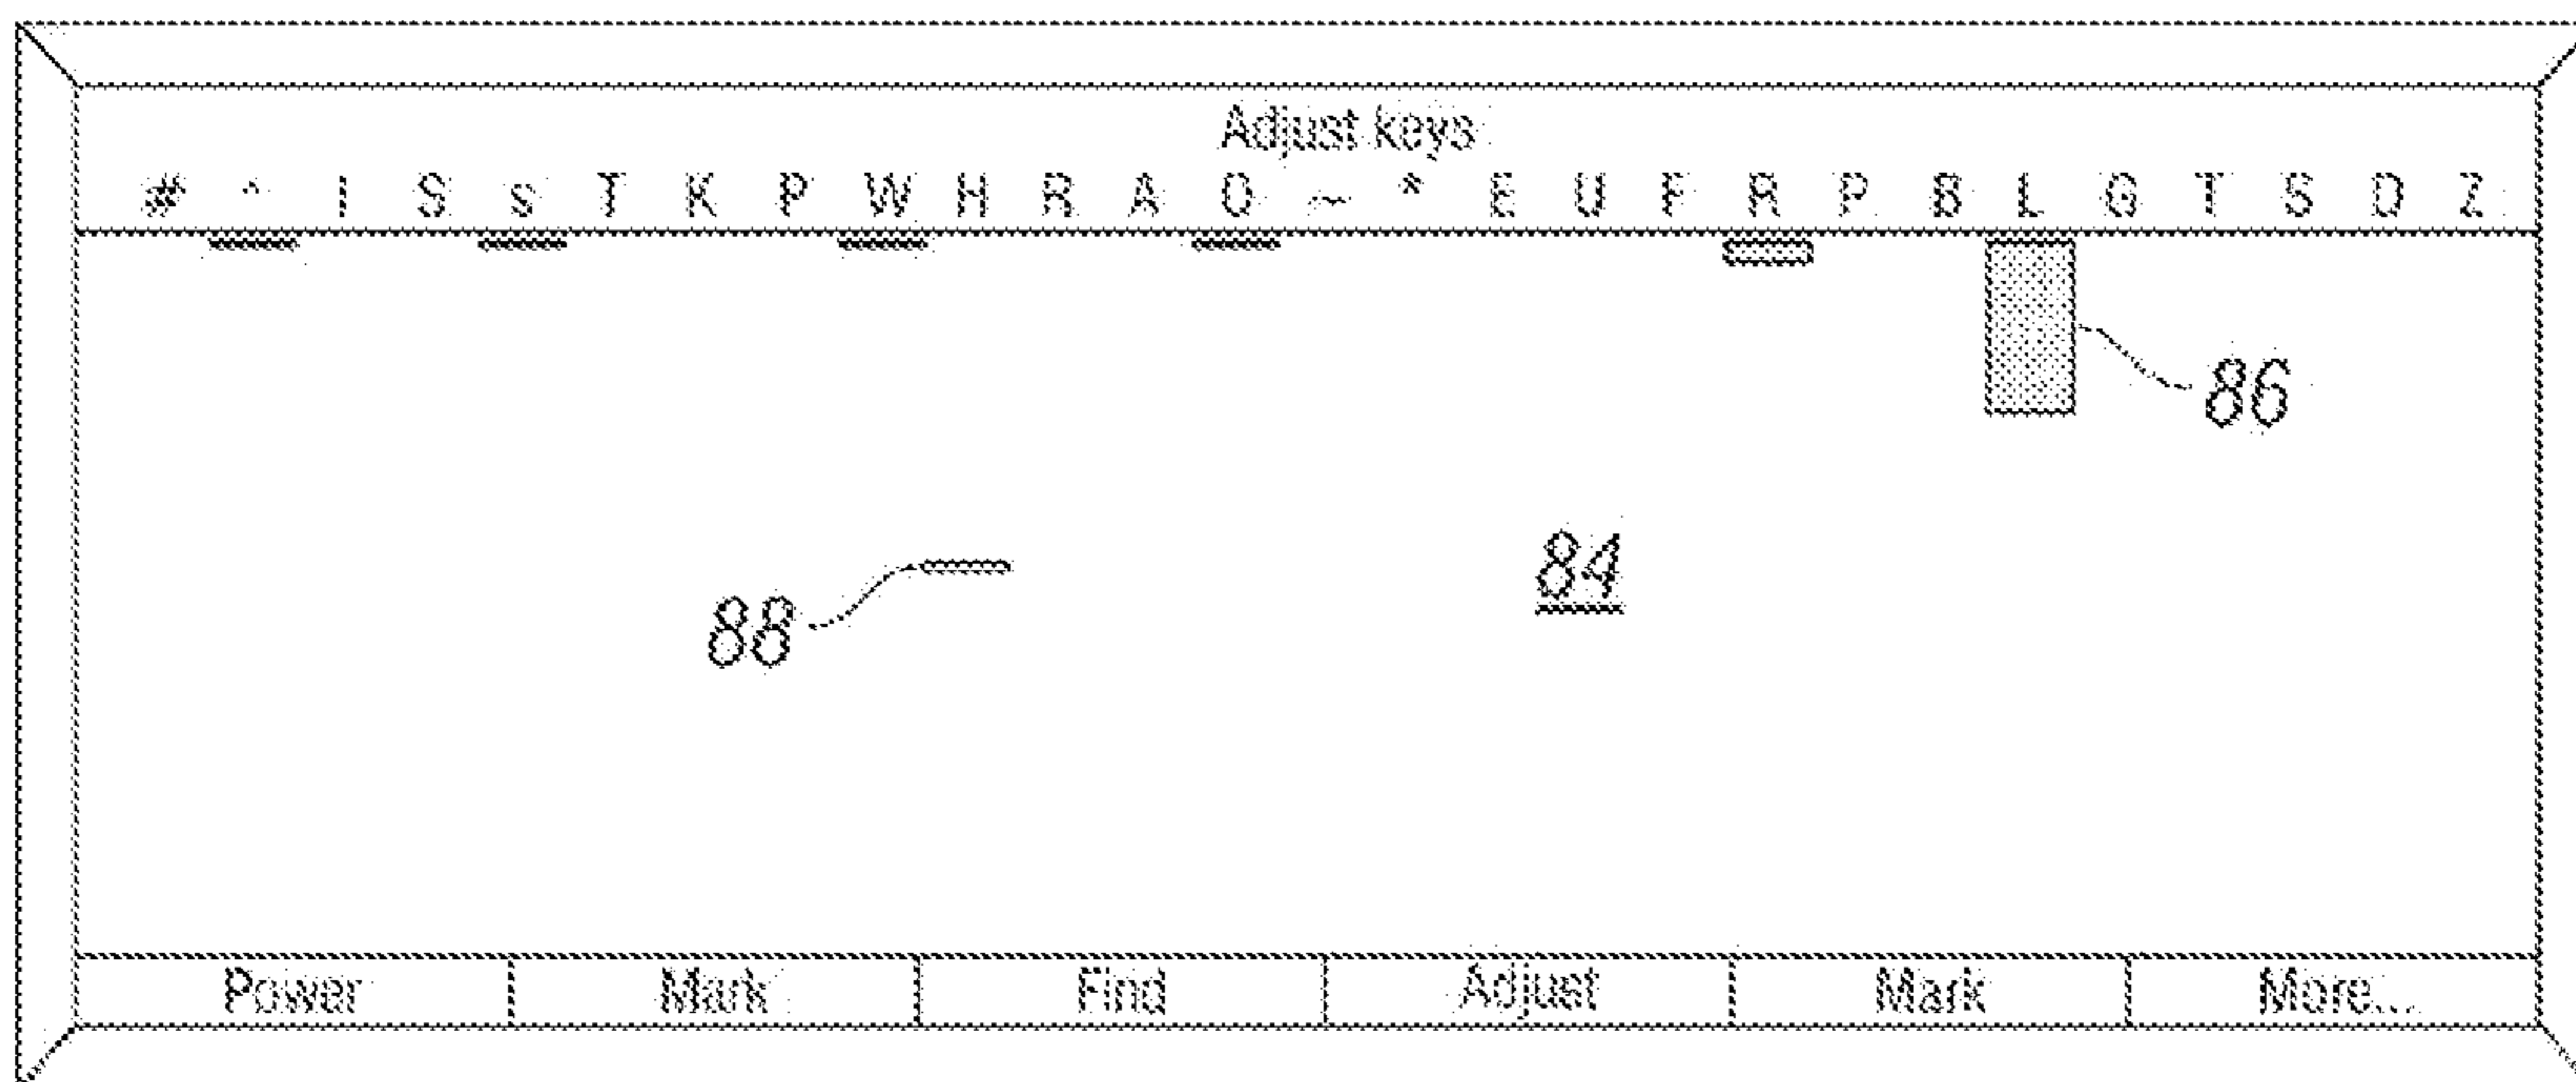 Adjust keys
# ^ | S s T K P W H R A O ~ * E U F R P B L G T S D Z
86
84
88
Power Mark Find Adjust Mark More...